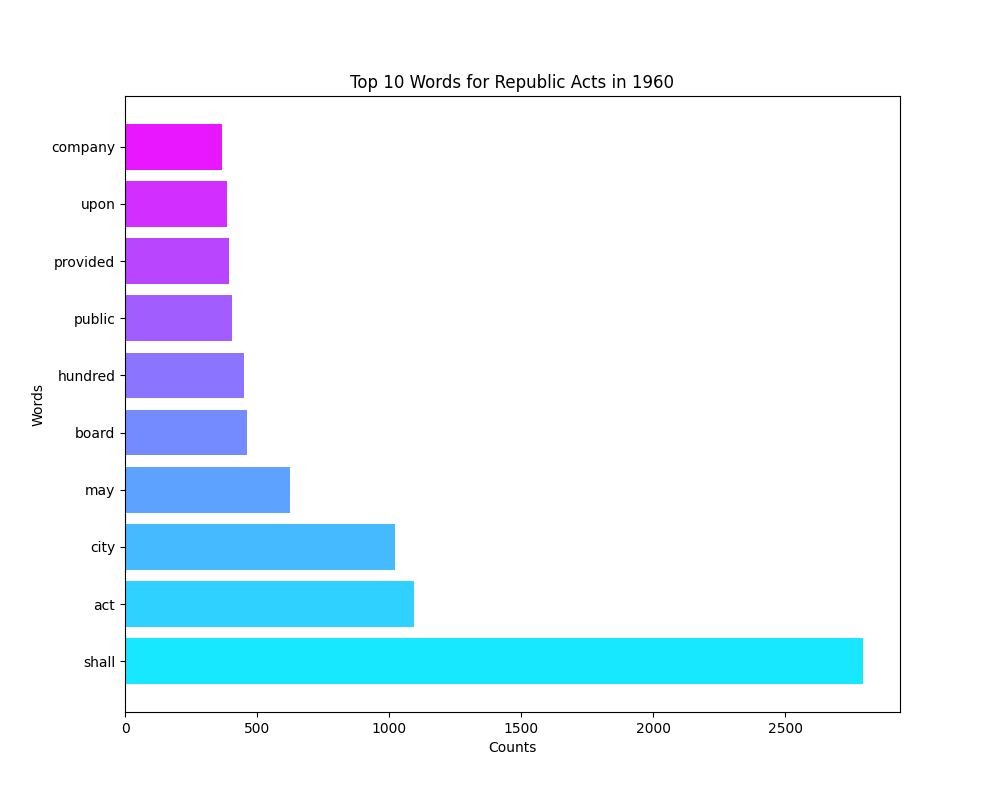 Top 10 Words for Republic Acts in 1960
company
upon
provided
public
hundred
board
may
city
act
shall
Words
0 500 1000 1500 2000 2500
Counts